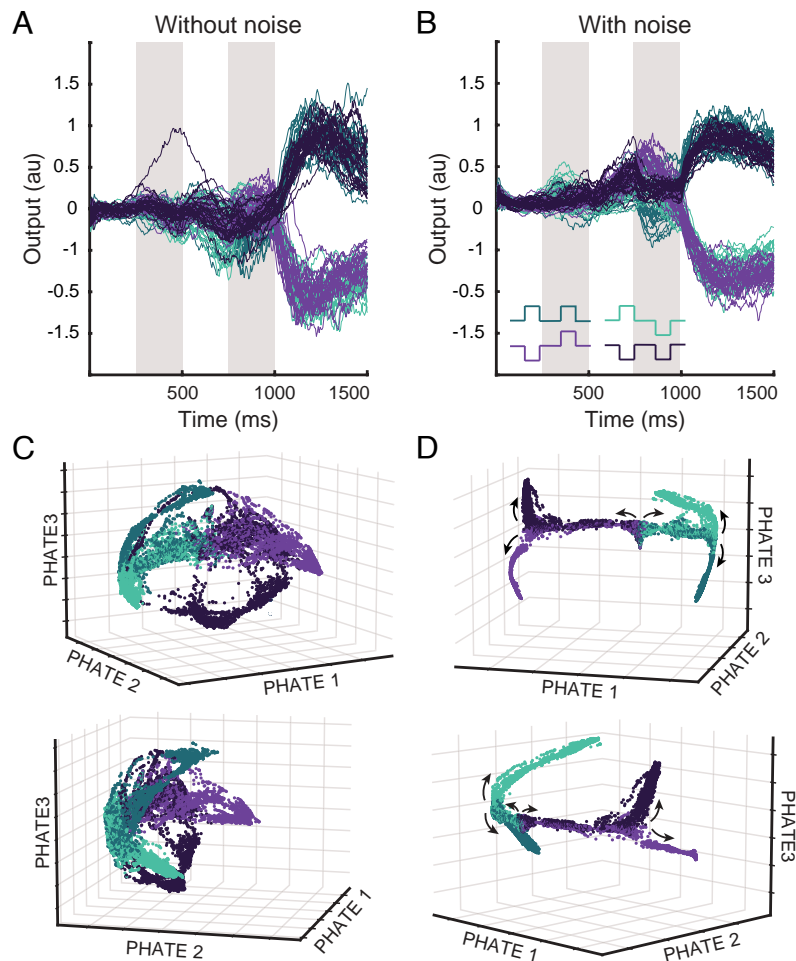 A
Without noise
B
With noise
Output (au)
1.5
1
0.5
0
-1
-0.5
-1.5
500
1000
1500
Time (ms)
Output (au)
1.5
1
0.5
0
-1
-0.5
-1.5
500
1000
1500
Time (ms)
C
PHATE3
PHATE 2
PHATE 1
D
PHATE 3
PHATE 2
PHATE 1
PHATE3
PHATE 2
PHATE 1
PHATE3
PHATE 1
PHATE 2